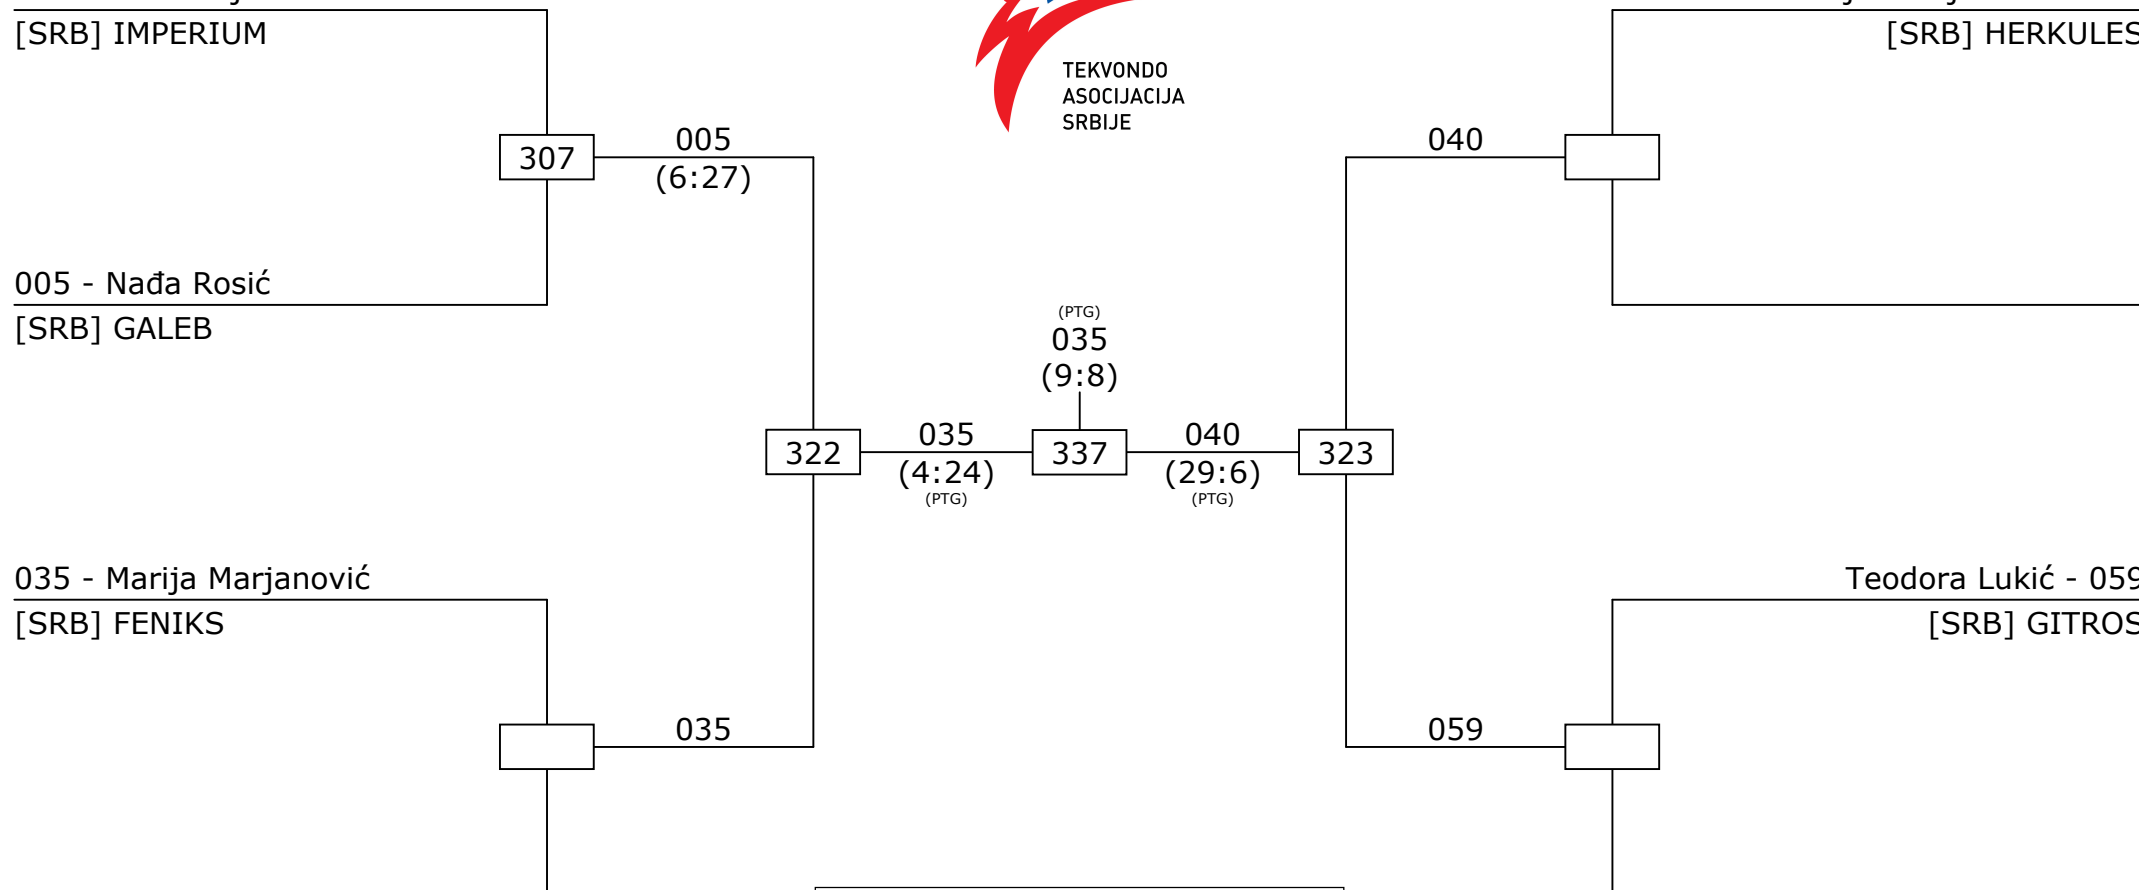 [SRB] IMPERIUM
[SRB] HERKULES
TEKVONDO
ASOCIJACIJA
SRBIJE
307
005
(6:27)
040
005 - Nađa Rosić
[SRB] GALEB
(PTG)
035
(9:8)
322
035
(4:24)
(PTG)
337
040
(29:6)
(PTG)
323
035 - Marija Marjanović
[SRB] FENIKS
Teodora Lukić - 059
[SRB] GITROS
035
059